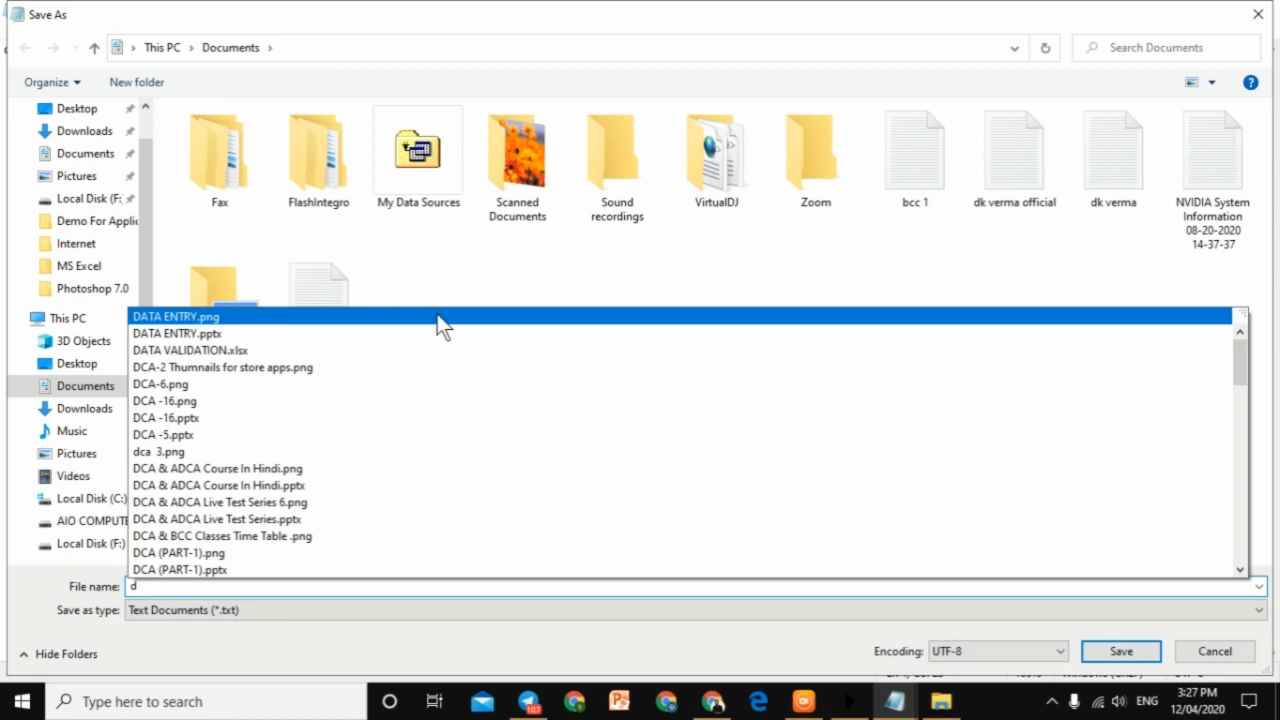 Save As
This PC > Documents >
Search Documents
Organize
New folder
Desktop
Downloads
Documents
Pictures
Local Disk (F:
Demo For Applic
Internet
MS Excel
Photoshop 7.0
This PC
3D Objects
Desktop
Documents
Downloads
Music
Pictures
Videos
Local Disk (C:)
AIO COMPUTE
Local Disk (F:)
Fax
FlashIntegro
My Data Sources
Scanned
Documents
Sound
recordings
VirtualDJ
Zoom
bcc 1
dk verma official
dk verma
NVIDIA System
Information
08-20-2020
14-37-37
DATA ENTRY.png
DATA ENTRY.pptx
DATA VALIDATION.xlsx
DCA-2 Thumnails for store apps.png
DCA-6.png
DCA -16.png
DCA -16.pptx
DCA -5.pptx
dca  3.png
DCA & ADCA Course In Hindi.png
DCA & ADCA Course In Hindi.pptx
DCA & ADCA Live Test Series 6.png
DCA & ADCA Live Test Series.pptx
DCA & BCC Classes Time Table .png
DCA (PART-1).png
DCA (PART-1).pptx
File name: d
Save as type: Text Documents (*.txt)
Hide Folders
Encoding: UTF-8
Save
Cancel
Type here to search
107
ENG
3:27 PM
12/04/2020